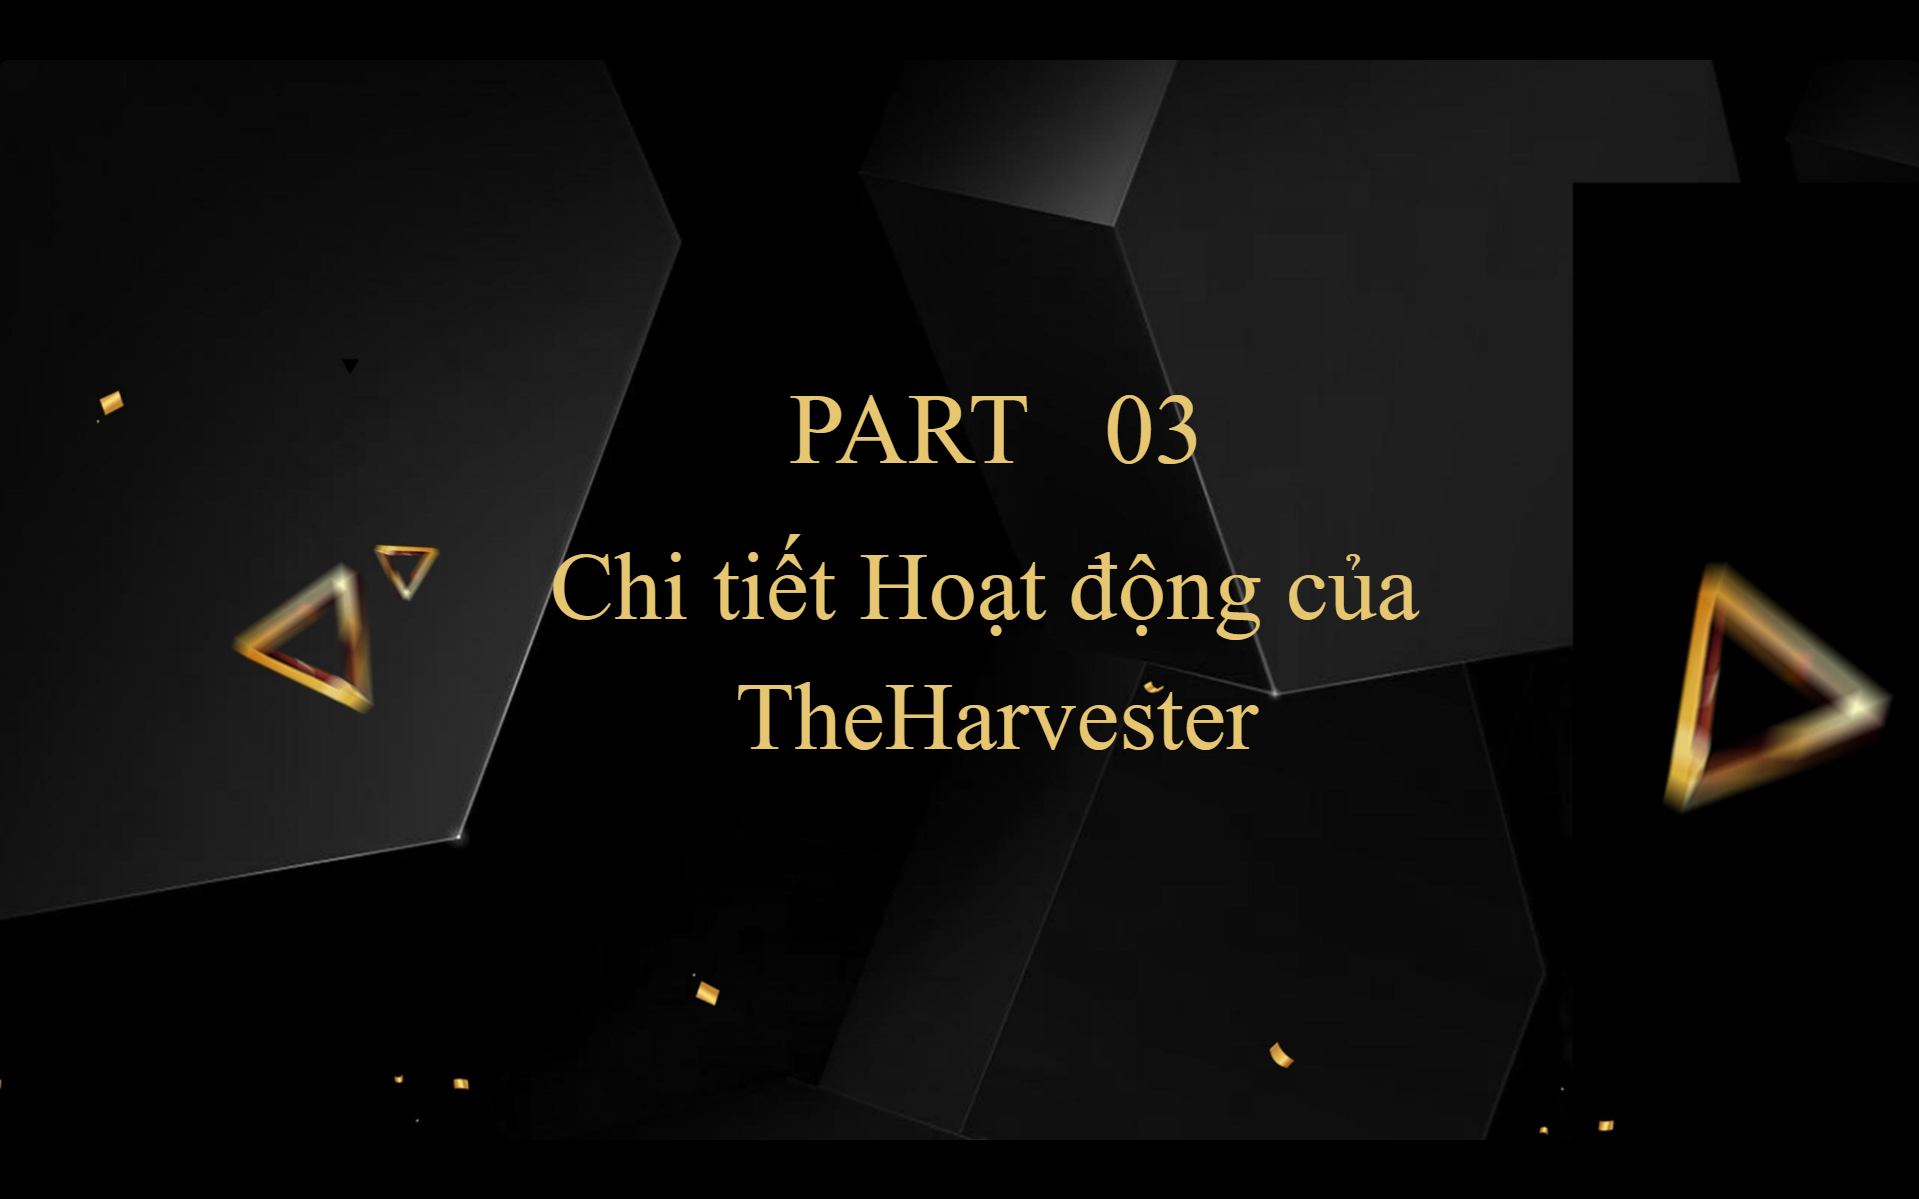 PART 03
Chi tiết Hoạt động của
TheHarvester